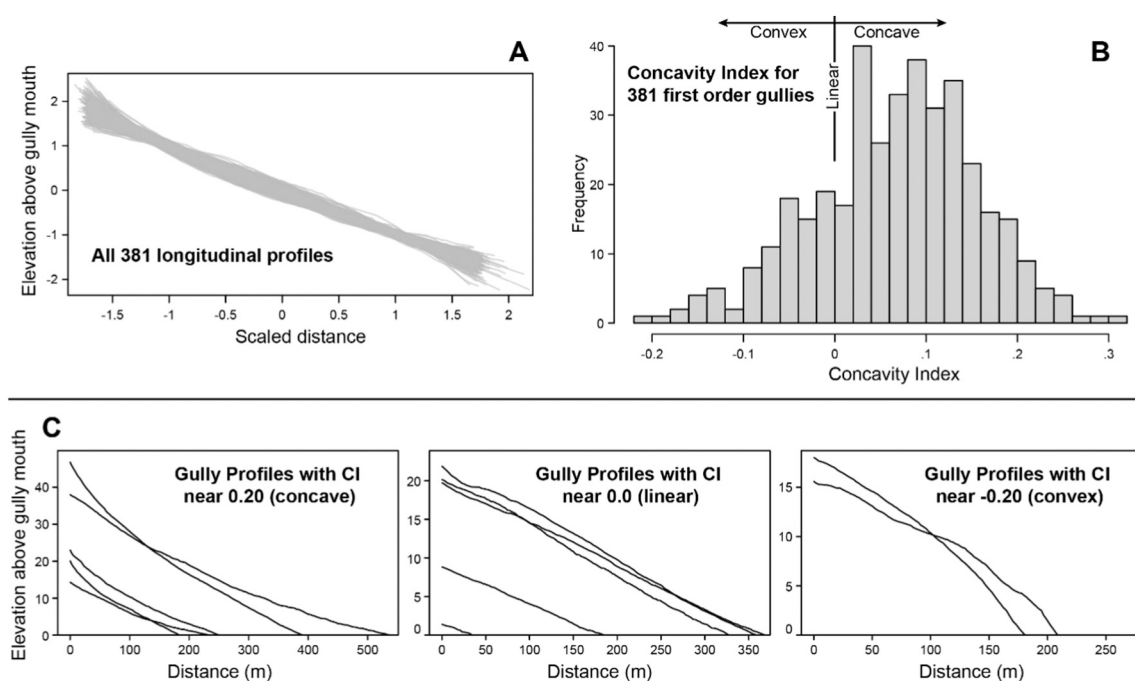 A
Elevation above gully mouth
2
1
0
-1
-2
All 381 longitudinal profiles
-1.5 -1 -0.5 0 0.5 1 1.5 2
Scaled distance
Convex Concave
B
Linear
Concavity Index for
381 first order gullies
Frequency
40
30
20
10
0
-0.2 -0.1 0 .1 .2 .3
Concavity Index
C
Elevation above gully mouth
Gully Profiles with CI
near 0.20 (concave)
40
30
20
10
0
0 100 200 300 400 500
Distance (m)
Gully Profiles with CI
near 0.0 (linear)
20
15
10
5
0
0 50 100 150 200 250 300 350
Distance (m)
Gully Profiles with CI
near -0.20 (convex)
15
10
5
0
0 50 100 150 200 250
Distance (m)